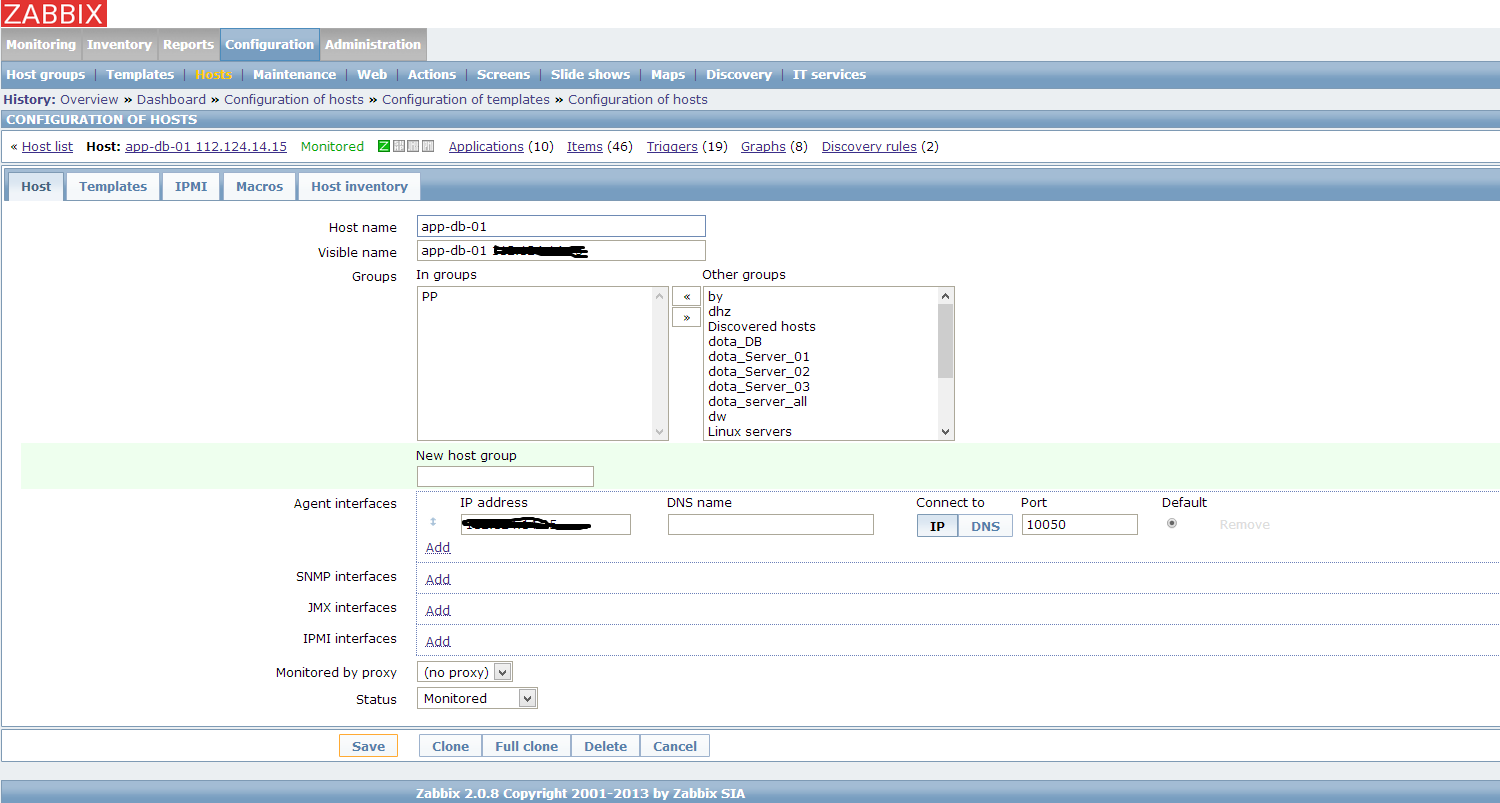 ZABBIX
Monitoring Inventory Reports Configuration Administration
Host groups | Templates | Hosts | Maintenance | Web | Actions | Screens | Slide shows | Maps | Discovery | IT services
History: Overview » Dashboard » Configuration of hosts » Configuration of templates » Configuration of hosts
CONFIGURATION OF HOSTS
« Host list Host: app-db-01 112.124.14.15 Monitored Z Applications (10) Items (46) Triggers (19) Graphs (8) Discovery rules (2)
Host Templates IPMI Macros Host inventory
Host name app-db-01
Visible name app-db-01
Groups In groups Other groups
PP « by
» dhz
Discovered hosts
dota_DB
dota_Server_01
dota_Server_02
dota_Server_03
dota_server_all
dw
Linux servers
New host group
Agent interfaces IP address DNS name Connect to Port Default
IP DNS 10050 Remove
Add
SNMP interfaces Add
JMX interfaces Add
IPMI interfaces Add
Monitored by proxy (no proxy)
Status Monitored
Save Clone Full clone Delete Cancel
Zabbix 2.0.8 Copyright 2001-2013 by Zabbix SIA